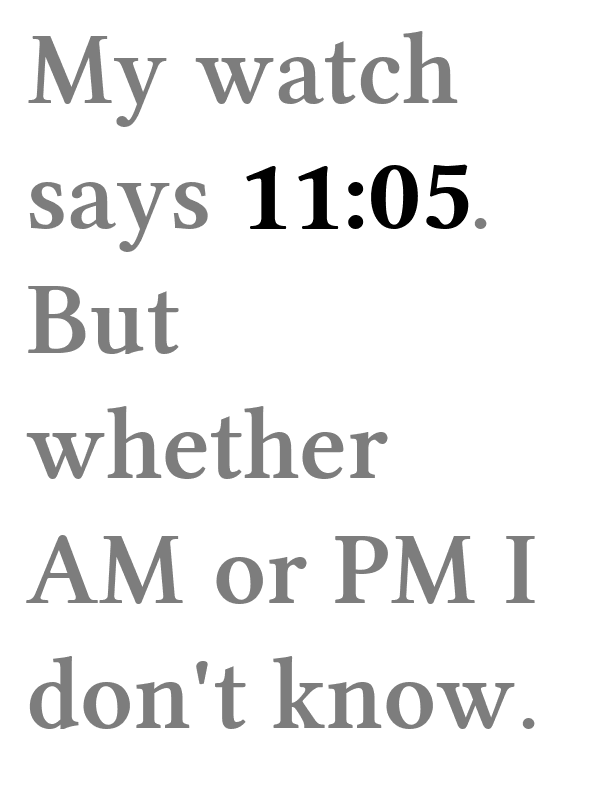 My watch
says 11:05.
But
whether
AM or PM I
don't know.